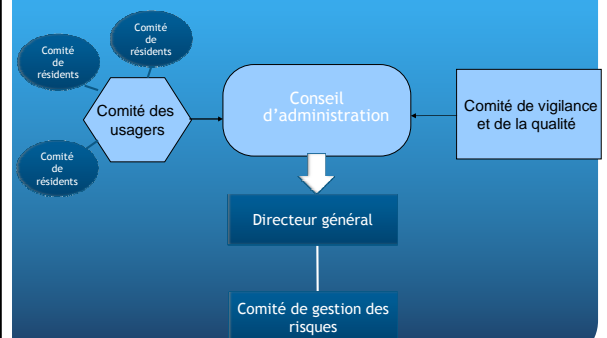 Comité
de
résidents
Comité
de
résidents
Comité des
usagers
Comité
de
résidents
Conseil
d'administration
Comité de vigilance
et de la qualité
Directeur général
Comité de gestion des
risques